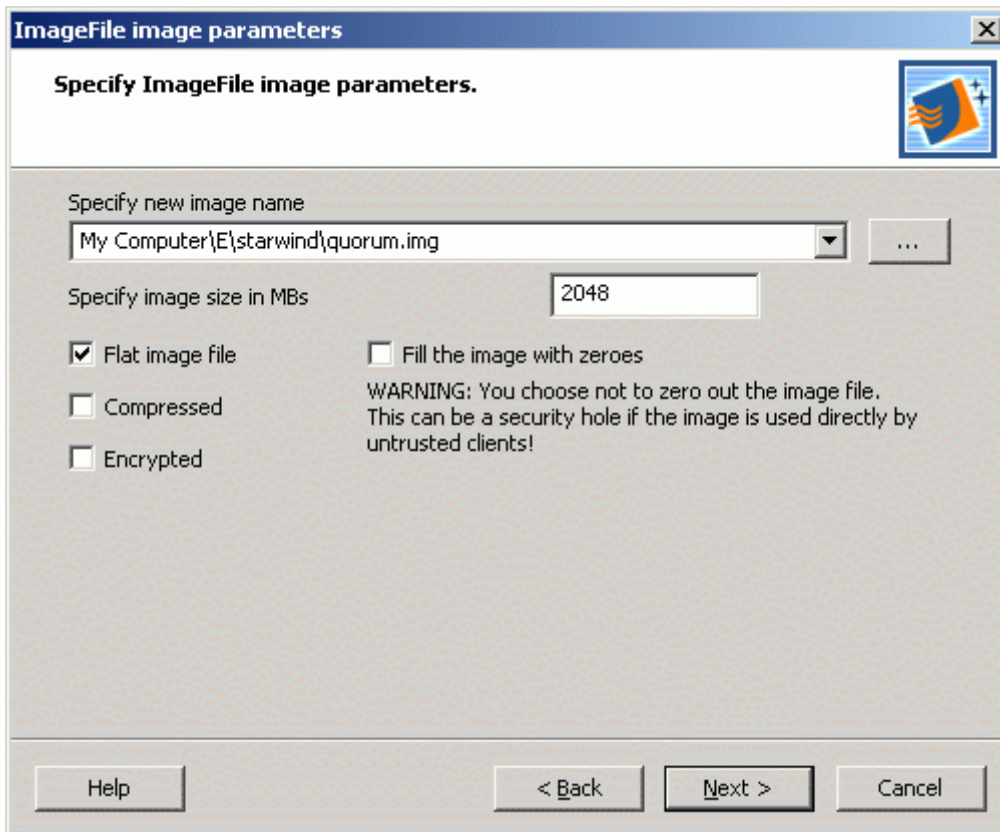 ImageFile image parameters
Specify ImageFile image parameters.
Specify new image name
My Computer\E\starwind\quorum.img
...
Specify image size in MBs
2048
Flat image file
Fill the image with zeroes
Compressed
WARNING: You choose not to zero out the image file.
This can be a security hole if the image is used directly by
untrusted clients!
Encrypted
Help
< Back
Next >
Cancel